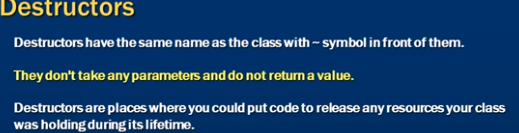 Destructors
Destructors have the same name as the class with ~ symbol in front of them.
They don't take any parameters and do not return a value.
Destructors are places where you could put code to release any resources your class
was holding during its lifetime.